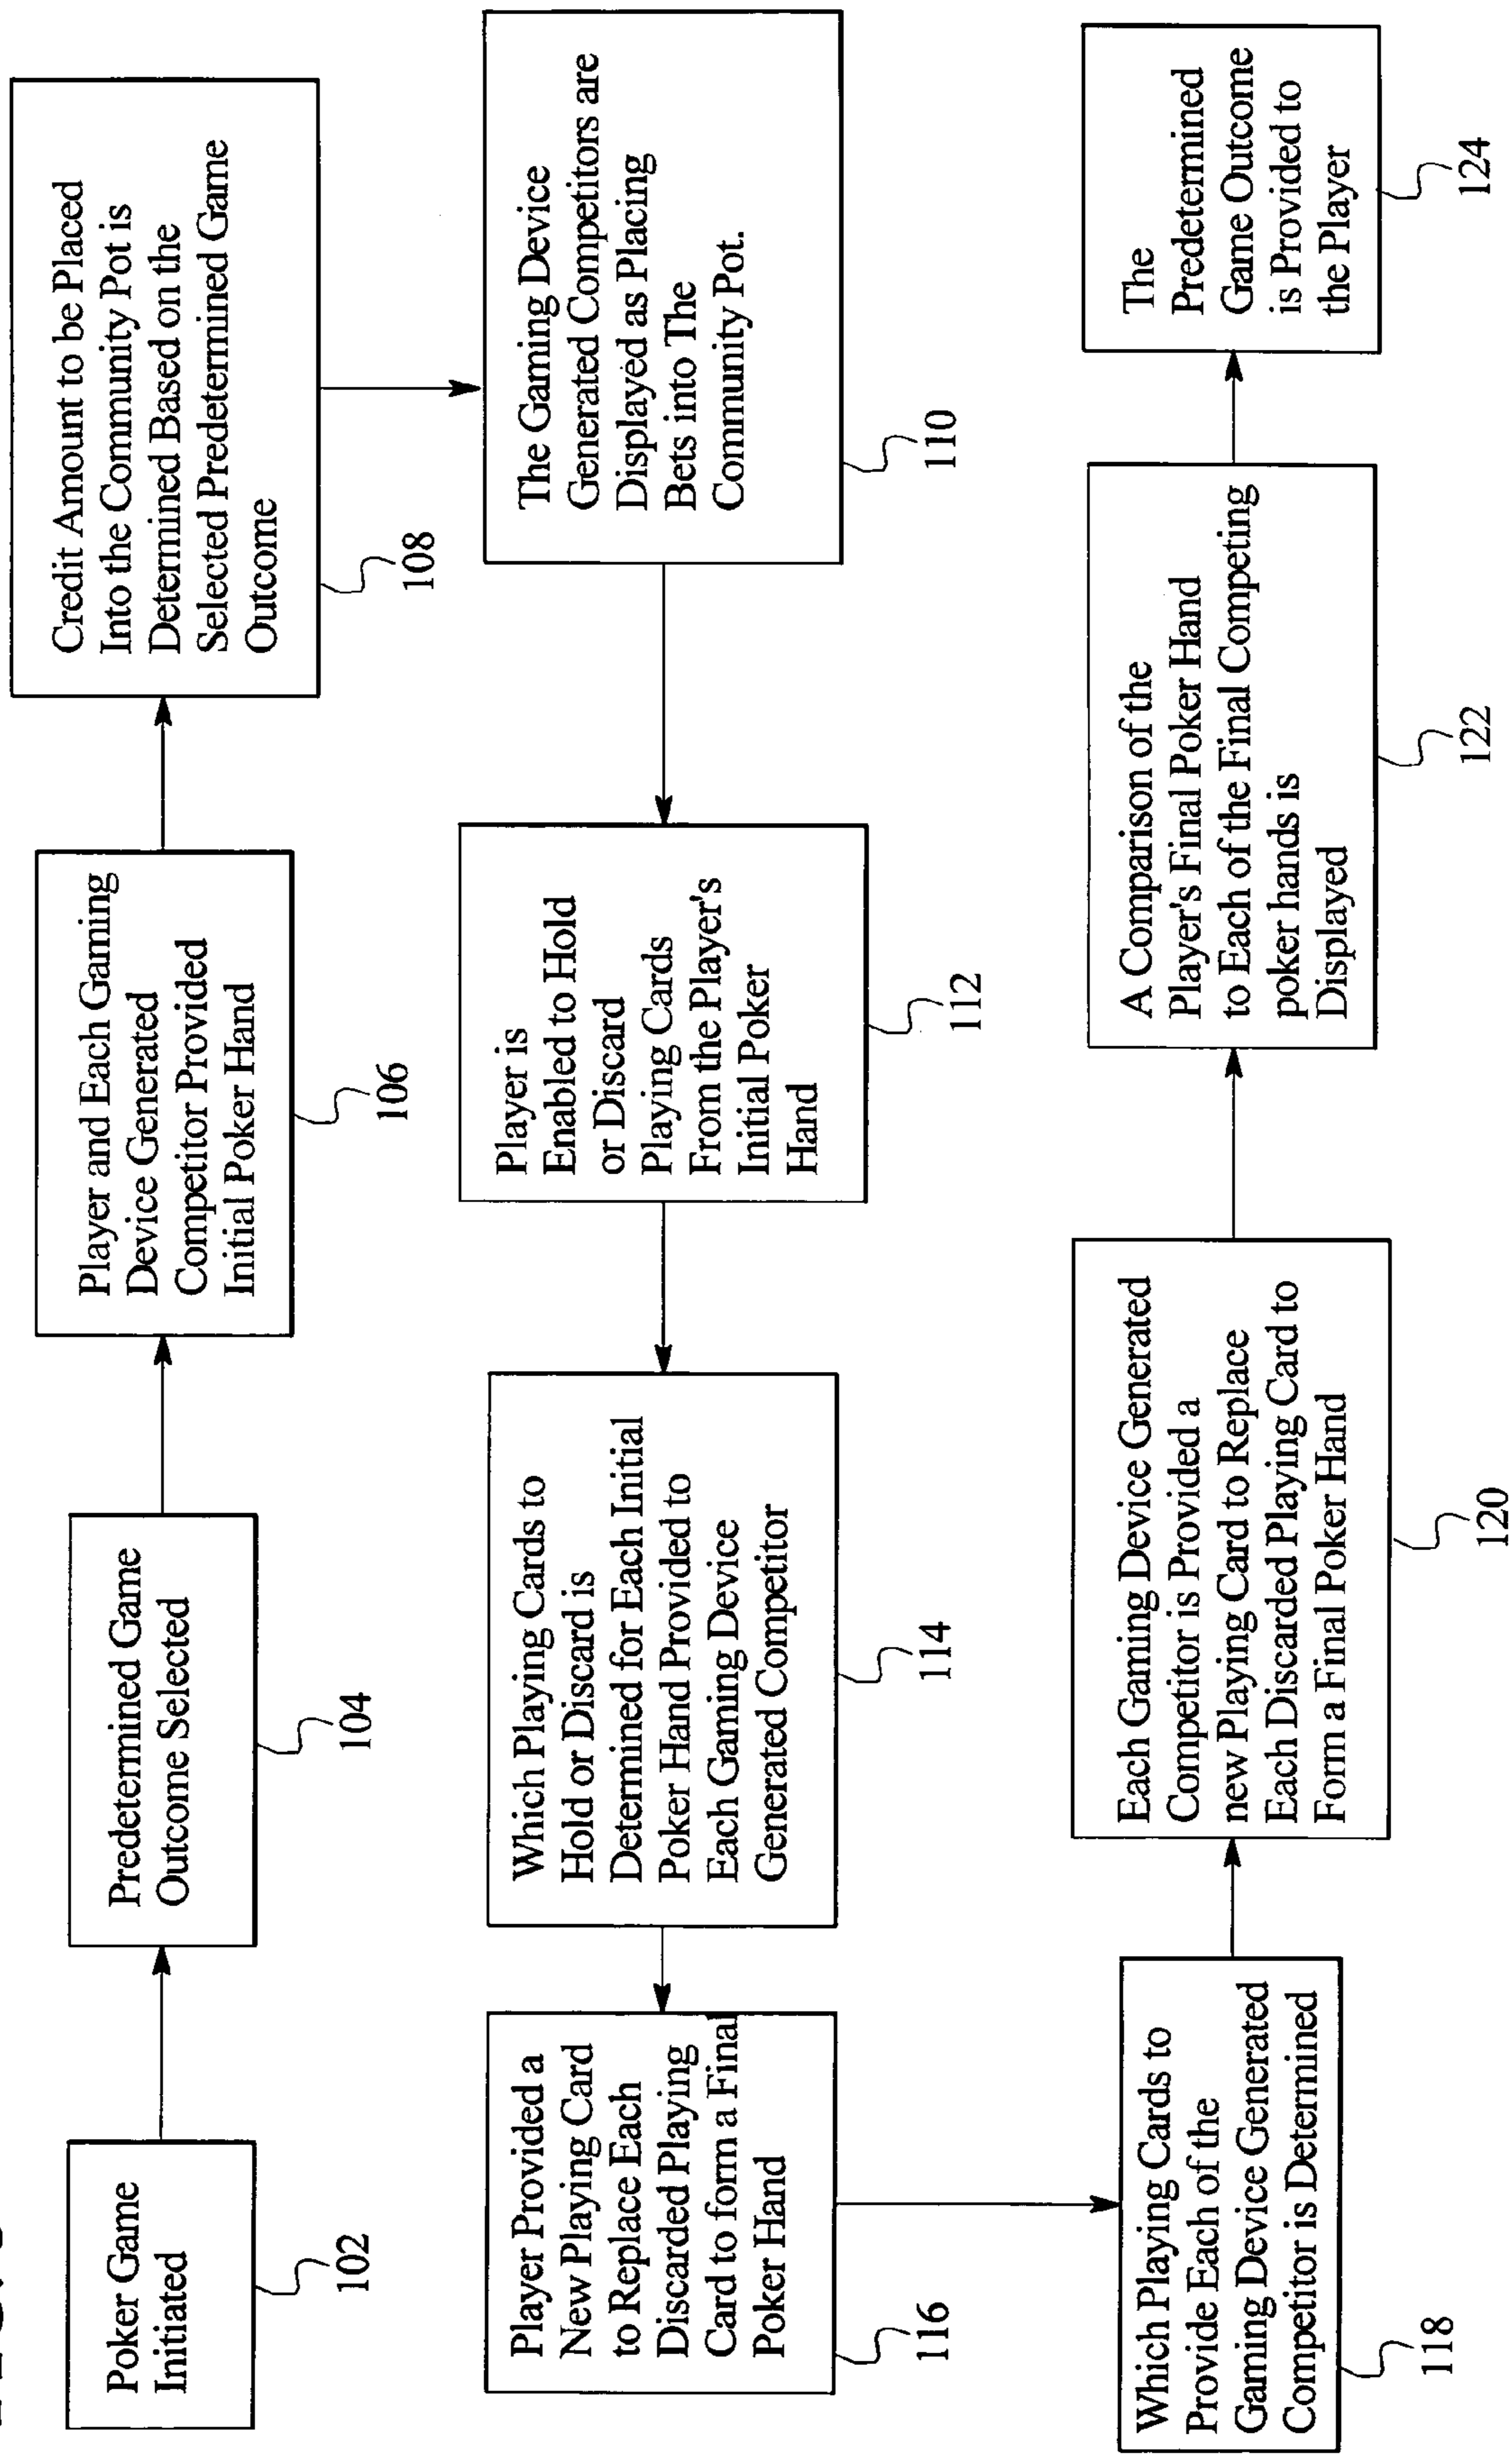 Poker Game
Initiated
102
Predetermined Game
Outcome Selected
104
Player and Each Gaming
Device Generated
Competitor Provided
Initial Poker Hand
106
Credit Amount to be Placed
Into the Community Pot is
Determined Based on the
Selected Predetermined Game
Outcome
108
The Gaming Device
Generated Competitors are
Displayed as Placing
Bets into The
Community Pot.
110
Player is
Enabled to Hold
or Discard
Playing Cards
From the Player's
Initial Poker
Hand
112
Which Playing Cards to
Hold or Discard is
Determined for Each Initial
Poker Hand Provided to
Each Gaming Device
Generated Competitor
114
Player Provided a
New Playing Card
to Replace Each
Discarded Playing
Card to form a Final
Poker Hand
116
Which Playing Cards to
Provide Each of the
Gaming Device Generated
Competitor is Determined
118
Each Gaming Device Generated
Competitor is Provided a
new Playing Card to Replace
Each Discarded Playing Card to
Form a Final Poker Hand
120
A Comparison of the
Player's Final Poker Hand
to Each of the Final Competing
poker hands is
Displayed
122
The
Predetermined
Game Outcome
is Provided to
the Player
124